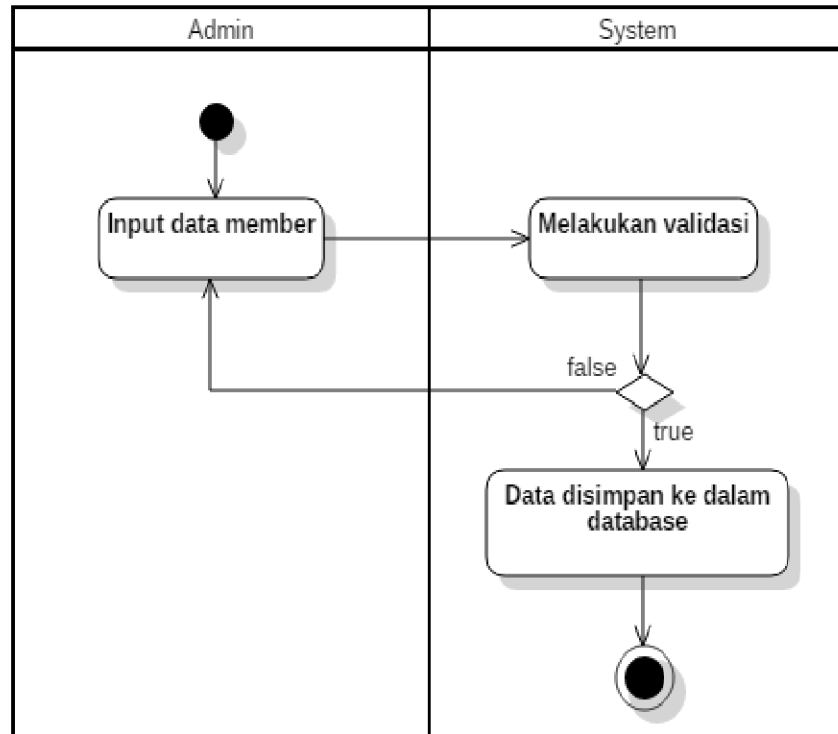 Admin
System
Input data member
Melakukan validasi
false
true
Data disimpan ke dalam
database